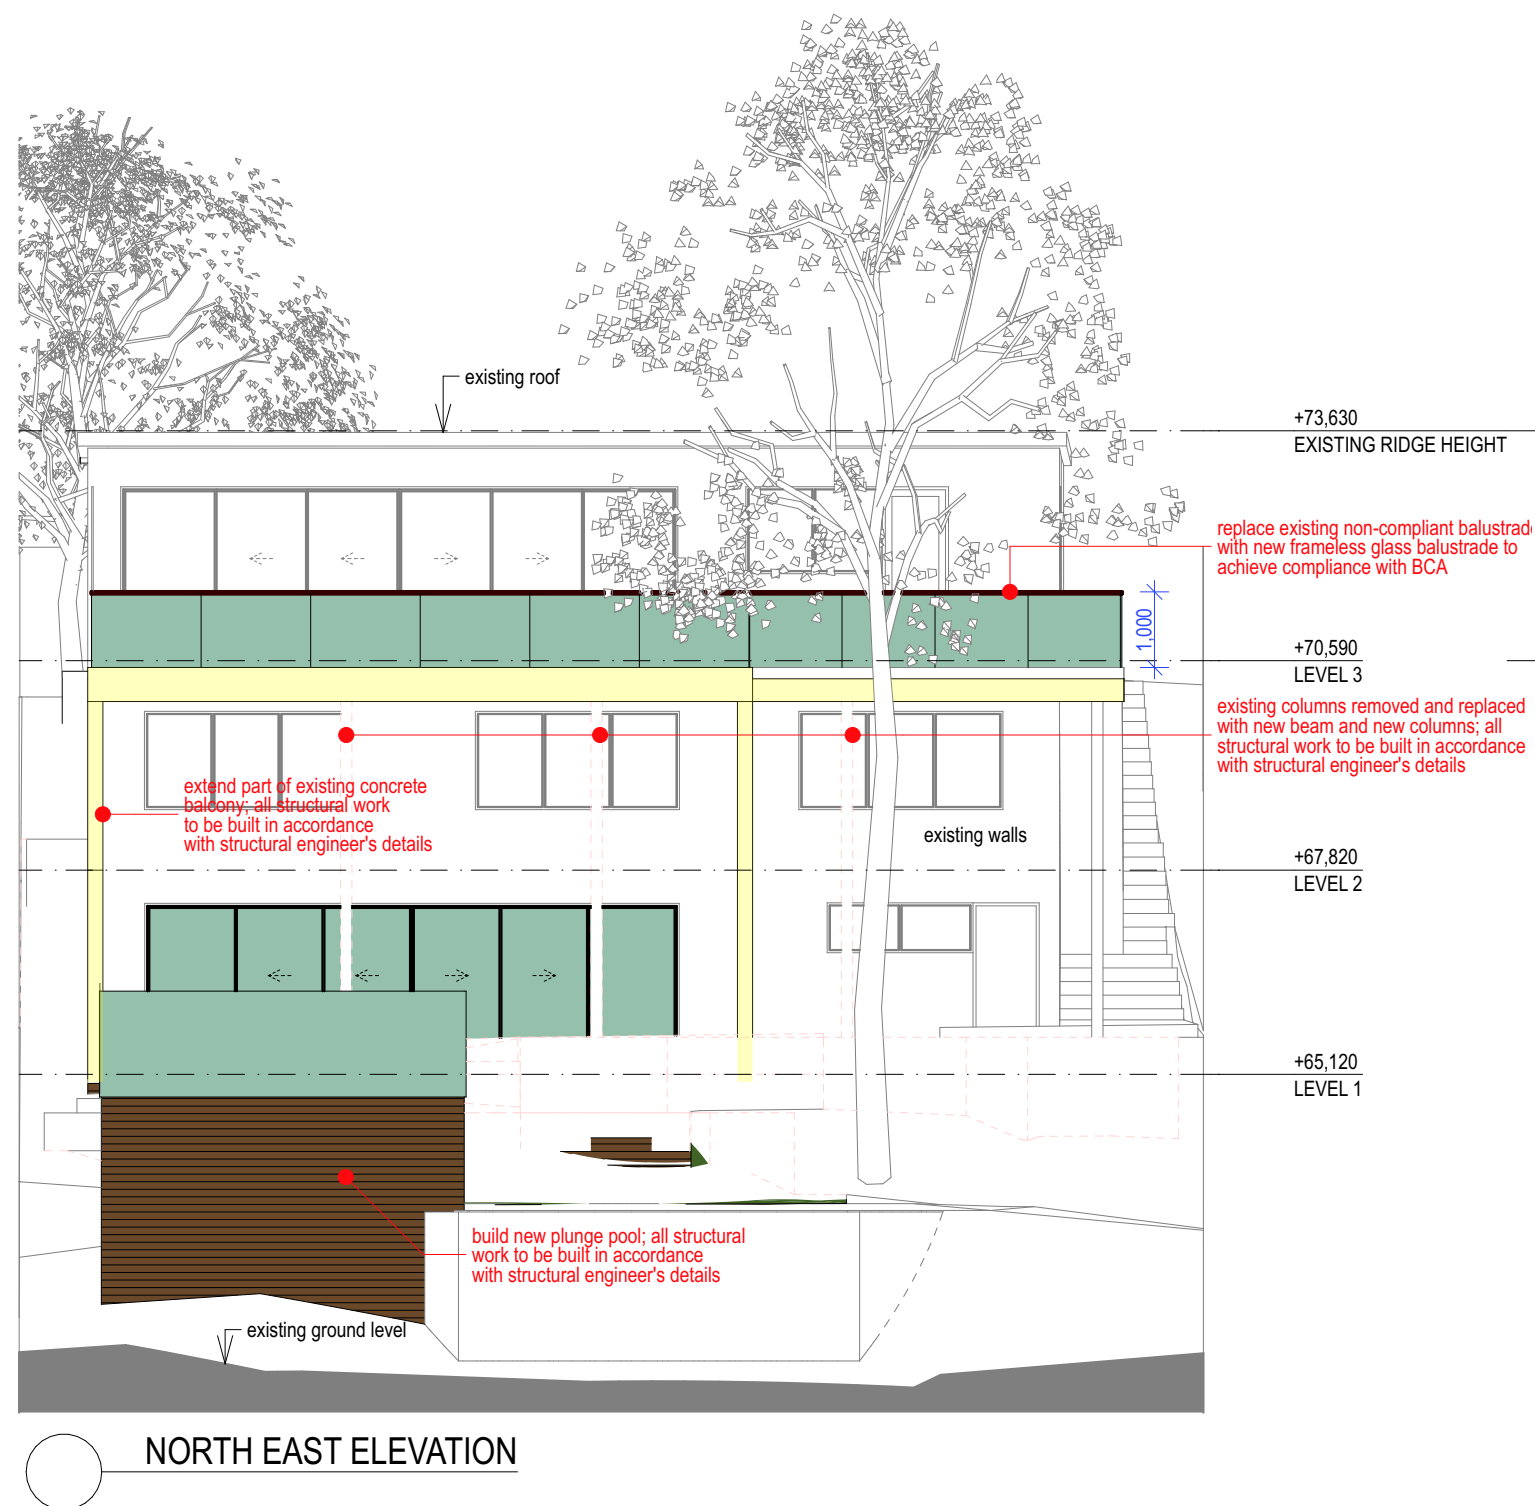 existing roof
+73,630
EXISTING RIDGE HEIGHT
replace existing non-compliant balustrade
with new frameless glass balustrade to
achieve compliance with BCA
1,000
+70,590
LEVEL 3
existing columns removed and replaced
with new beam and new columns; all
structural work to be built in accordance
with structural engineer's details
extend part of existing concrete
balcony; all structural work
to be built in accordance
with structural engineer's details
existing walls
+67,820
LEVEL 2
+65,120
LEVEL 1
build new plunge pool; all structural
work to be built in accordance
with structural engineer's details
existing ground level
NORTH EAST ELEVATION